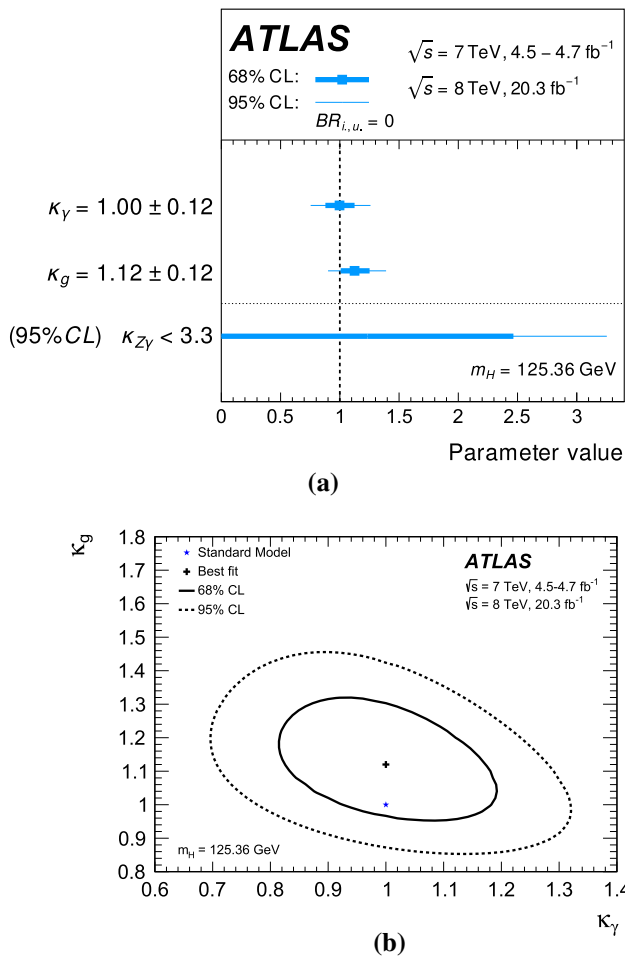 ATLAS
√s = 7 TeV, 4.5 – 4.7 fb⁻¹
68% CL:
√s = 8 TeV, 20.3 fb⁻¹
95% CL:
BR_{i.,u.} = 0
κ_γ = 1.00 ± 0.12
κ_g = 1.12 ± 0.12
(95%CL) κ_{Zγ} < 3.3
m_H = 125.36 GeV
0 0.5 1 1.5 2 2.5 3
Parameter value
(a)
κ_g
1.8
1.7
1.6
1.5
1.4
1.3
1.2
1.1
1
0.9
0.8
Standard Model
Best fit
68% CL
95% CL
ATLAS
√s = 7 TeV, 4.5-4.7 fb⁻¹
√s = 8 TeV, 20.3 fb⁻¹
m_H = 125.36 GeV
0.6 0.7 0.8 0.9 1 1.1 1.2 1.3 1.4
κ_γ
(b)